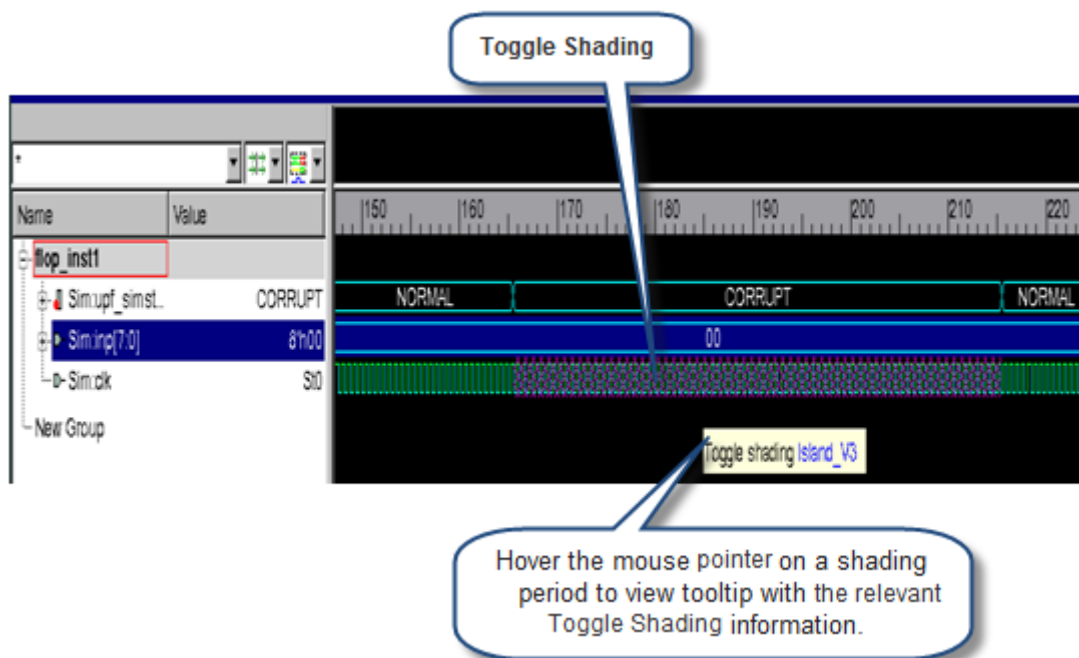 Toggle Shading
*
Name Value
150 160 170 180 190 200 210 220
flop_inst1
Sim:upf_simst.. CORRUPT NORMAL CORRUPT NORMAL
Sim:inp[7:0] 8'h00 00
Sim:clk St0
New Group
Toggle shading Island_V3
Hover the mouse pointer on a shading
period to view tooltip with the relevant
Toggle Shading information.